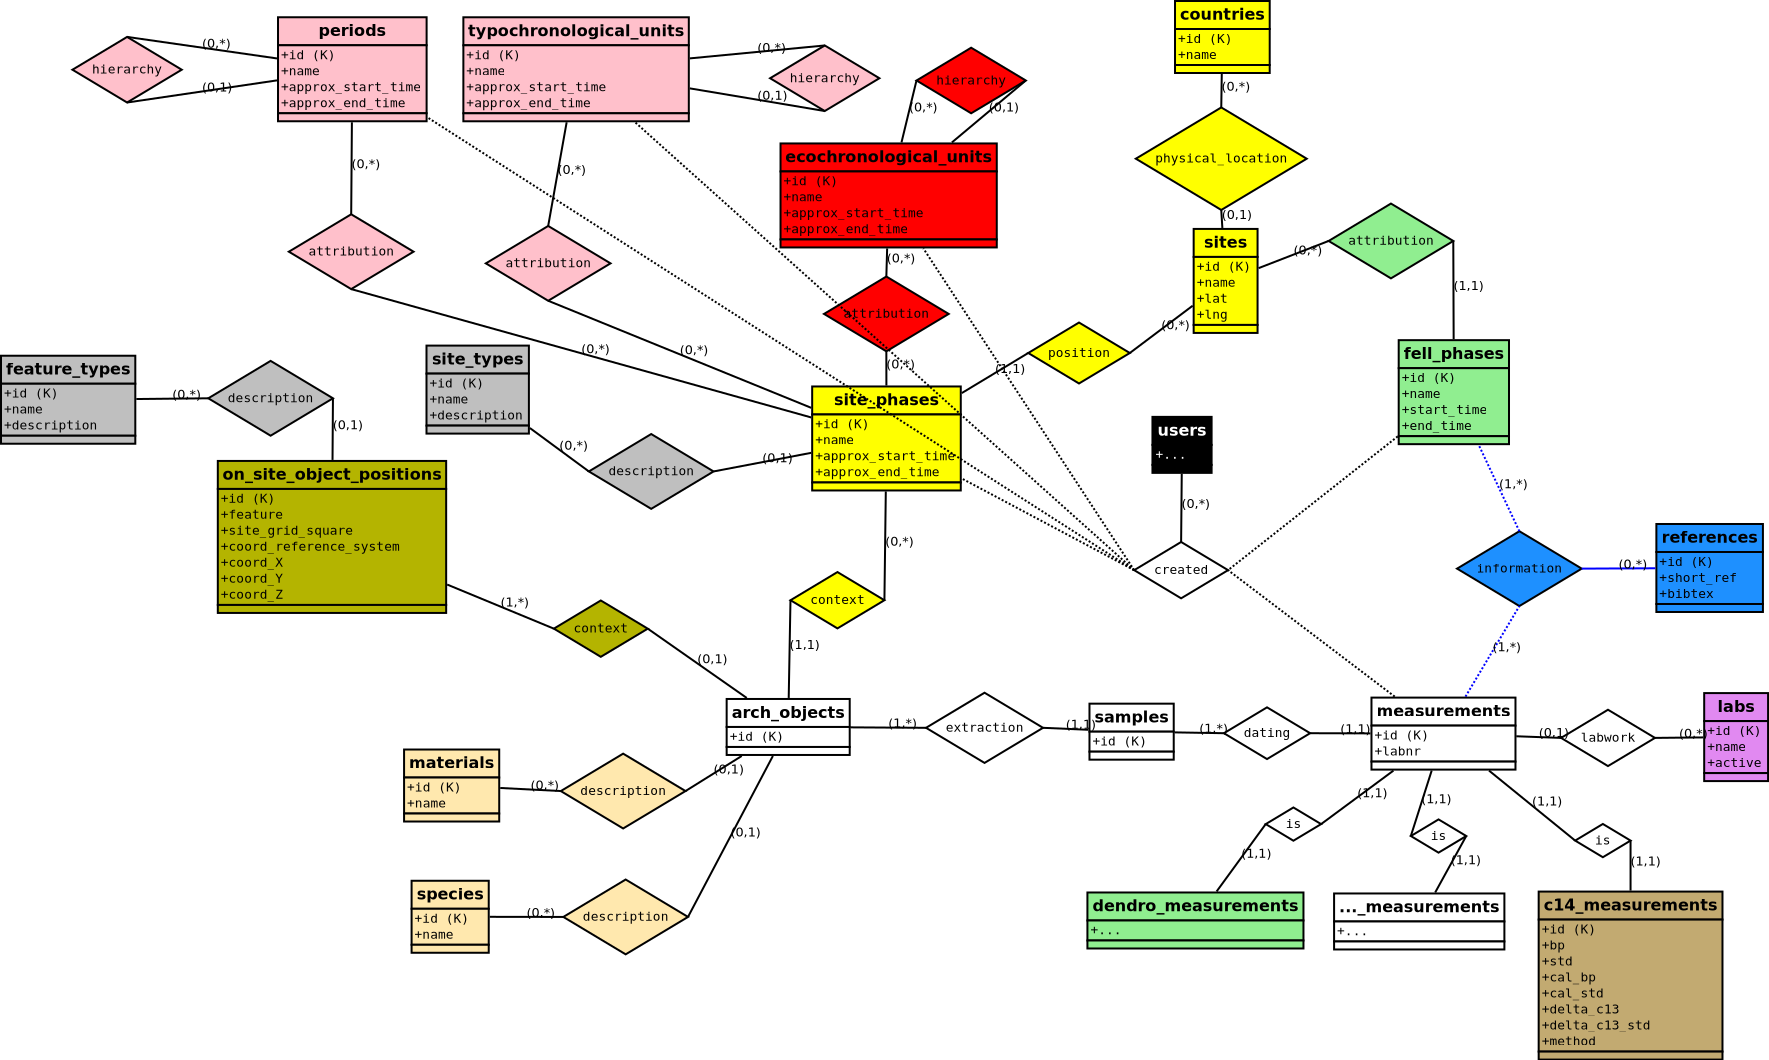 periods
+id (K)
+name
+approx_start_time
+approx_end_time
hierarchy
(0,*)
(0,1)
typochronological_units
+id (K)
+name
+approx_start_time
+approx_end_time
(0,*)
(0,1)
hierarchy
hierarchy
(0,*)
(0,1)
ecochronological_units
+id (K)
+name
+approx_start_time
+approx_end_time
countries
+id (K)
+name
(0,*)
physical_location
(0,1)
sites
+id (K)
+name
+lat
+lng
(0,*)
attribution
(1,1)
(0,*)
attribution
(0,*)
(0,*)
attribution
(0,*)
(0,*)
attribution
(0,*)
(0,*)
position
(1,1)
fell_phases
+id (K)
+name
+start_time
+end_time
feature_types
+id (K)
+name
+description
(0,*)
description
(0,1)
site_types
+id (K)
+name
+description
(0,*)
description
(0,1)
site_phases
+id (K)
+name
+approx_start_time
+approx_end_time
users
+...
(0,*)
created
(1,*)
information
(0,*)
(1,*)
references
+id (K)
+short_ref
+bibtex
on_site_object_positions
+id (K)
+feature
+site_grid_square
+coord_reference_system
+coord_X
+coord_Y
+coord_Z
(1,*)
context
(0,1)
(0,*)
context
(1,1)
arch_objects
+id (K)
(1,*)
extraction
(1,1)
samples
+id (K)
(1,*)
dating
(1,1)
measurements
+id (K)
+labnr
(0,1)
labwork
(0,*)
labs
+id (K)
+name
+active
materials
+id (K)
+name
(0,*)
description
(0,1)
species
+id (K)
+name
(0,*)
description
(0,1)
(1,1)
is
(1,1)
(1,1)
is
(1,1)
(1,1)
is
(1,1)
dendro_measurements
+...
..._measurements
+...
c14_measurements
+id (K)
+bp
+std
+cal_bp
+cal_std
+delta_c13
+delta_c13_std
+method